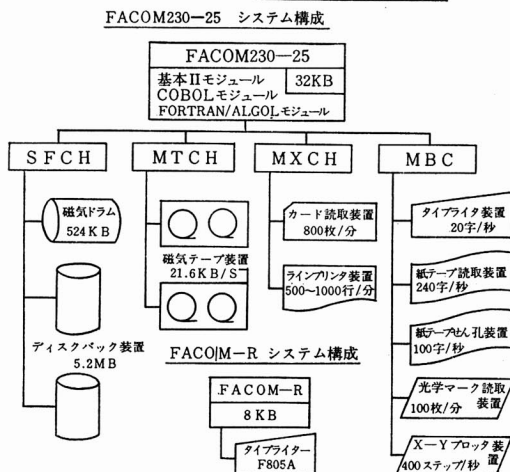 FACOM230-25 システム構成
FACOM230-25
基本Ⅱモジュール 32KB
COBOLモジュール
FORTRAN/ALGOLモジュール
SFCH
MTCH
MXCH
MBC
磁気ドラム
524KB
ディスクパック装置
5.2MB
磁気テープ装置
21.6KB/S
カード読取装置
800枚/分
ラインプリンタ装置
500~1000行/分
タイプライタ装置
20字/秒
紙テープ読取装置
240字/秒
紙テープせん孔装置
100字/秒
光学マーク読取装置
100枚/分
X-Yプロッタ装置
400ステップ/秒
FACOM-R システム構成
FACOM-R
8KB
タイプライター
F805A